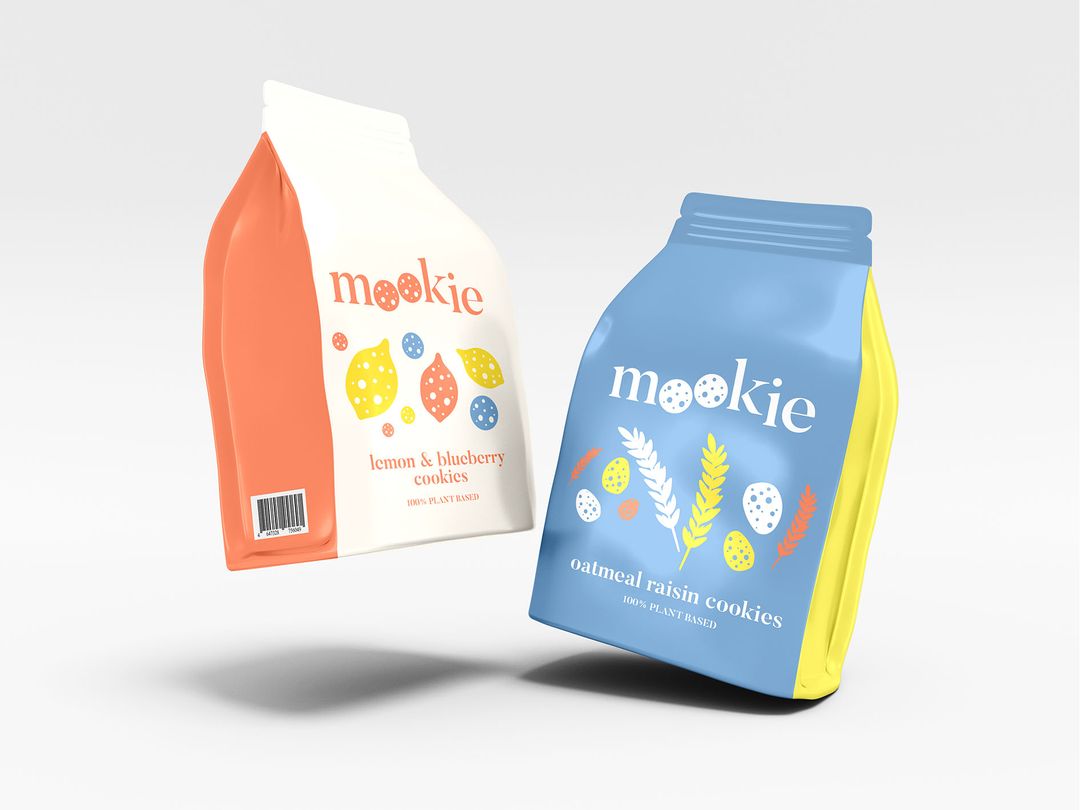 mookie
lemon & blueberry
cookies
100% PLANT BASED
mookie
oatmeal raisin cookies
100% PLANT BASED